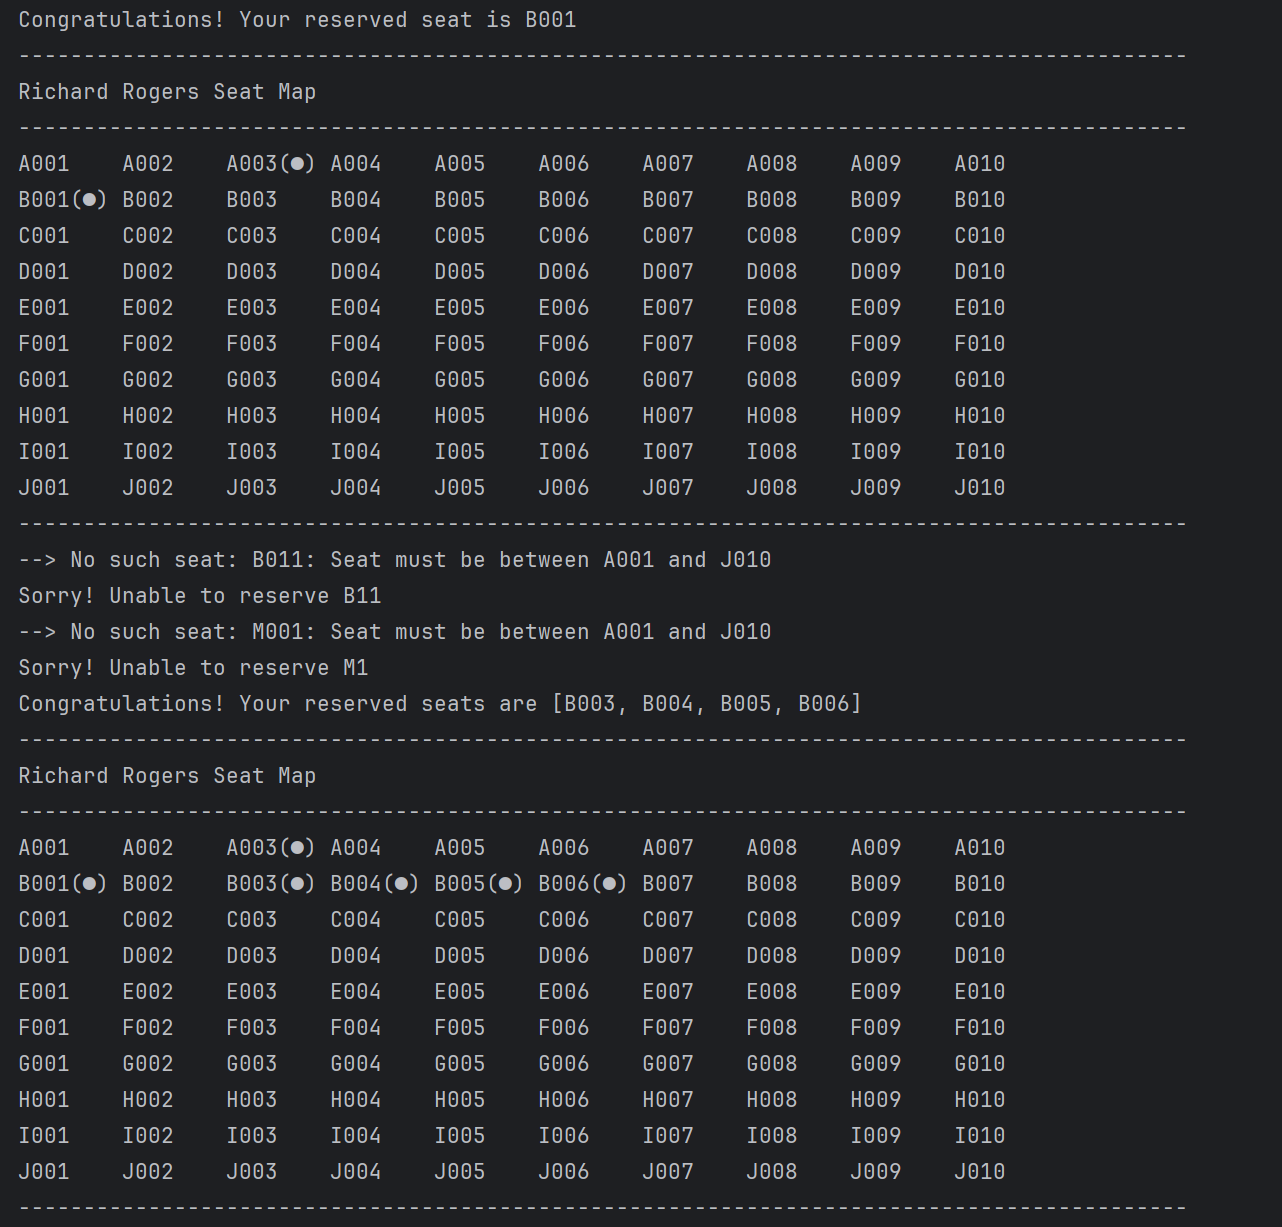 Congratulations! Your reserved seat is B001
------------------------------------------------------------------------------------------
Richard Rogers Seat Map
------------------------------------------------------------------------------------------
A001    A002    A003(●) A004    A005    A006    A007    A008    A009    A010
B001(●) B002    B003    B004    B005    B006    B007    B008    B009    B010
C001    C002    C003    C004    C005    C006    C007    C008    C009    C010
D001    D002    D003    D004    D005    D006    D007    D008    D009    D010
E001    E002    E003    E004    E005    E006    E007    E008    E009    E010
F001    F002    F003    F004    F005    F006    F007    F008    F009    F010
G001    G002    G003    G004    G005    G006    G007    G008    G009    G010
H001    H002    H003    H004    H005    H006    H007    H008    H009    H010
I001    I002    I003    I004    I005    I006    I007    I008    I009    I010
J001    J002    J003    J004    J005    J006    J007    J008    J009    J010
------------------------------------------------------------------------------------------
--> No such seat: B011: Seat must be between A001 and J010
Sorry! Unable to reserve B11
--> No such seat: M001: Seat must be between A001 and J010
Sorry! Unable to reserve M1
Congratulations! Your reserved seats are [B003, B004, B005, B006]
------------------------------------------------------------------------------------------
Richard Rogers Seat Map
------------------------------------------------------------------------------------------
A001    A002    A003(●) A004    A005    A006    A007    A008    A009    A010
B001(●) B002    B003(●) B004(●) B005(●) B006(●) B007    B008    B009    B010
C001    C002    C003    C004    C005    C006    C007    C008    C009    C010
D001    D002    D003    D004    D005    D006    D007    D008    D009    D010
E001    E002    E003    E004    E005    E006    E007    E008    E009    E010
F001    F002    F003    F004    F005    F006    F007    F008    F009    F010
G001    G002    G003    G004    G005    G006    G007    G008    G009    G010
H001    H002    H003    H004    H005    H006    H007    H008    H009    H010
I001    I002    I003    I004    I005    I006    I007    I008    I009    I010
J001    J002    J003    J004    J005    J006    J007    J008    J009    J010
------------------------------------------------------------------------------------------